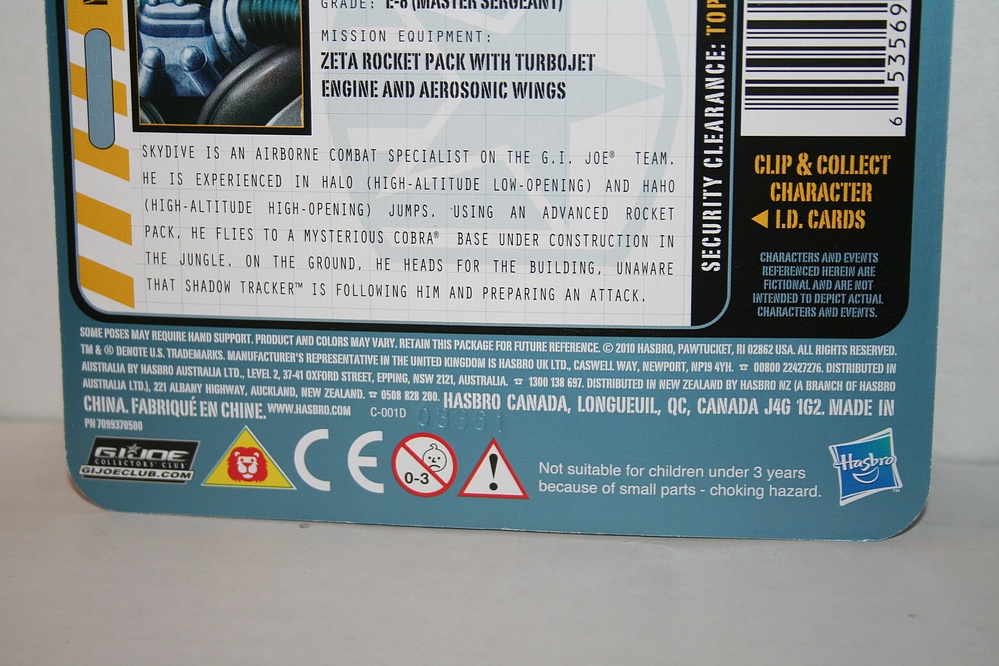 GRADE: E-8 (MASTER SERGEANT)
MISSION EQUIPMENT:
ZETA ROCKET PACK WITH TURBOJET
ENGINE AND AEROSONIC WINGS
SKYDIVE IS AN AIRBORNE COMBAT SPECIALIST ON THE G.I. JOE® TEAM.
HE IS EXPERIENCED IN HALO (HIGH-ALTITUDE LOW-OPENING) AND HAHO
(HIGH-ALTITUDE HIGH-OPENING) JUMPS. USING AN ADVANCED ROCKET
PACK, HE FLIES TO A MYSTERIOUS COBRA® BASE UNDER CONSTRUCTION IN
THE JUNGLE. ON THE GROUND, HE HEADS FOR THE BUILDING, UNAWARE
THAT SHADOW TRACKER™ IS FOLLOWING HIM AND PREPARING AN ATTACK.
SECURITY CLEARANCE: TOP
6 53569
CLIP & COLLECT
CHARACTER
◀ I.D. CARDS
CHARACTERS AND EVENTS
REFERENCED HEREIN ARE
FICTIONAL AND ARE NOT
INTENDED TO DEPICT ACTUAL
CHARACTERS AND EVENTS.
SOME POSES MAY REQUIRE HAND SUPPORT. PRODUCT AND COLORS MAY VARY. RETAIN THIS PACKAGE FOR FUTURE REFERENCE. © 2010 HASBRO, PAWTUCKET, RI 02862 USA. ALL RIGHTS RESERVED.
TM & ® DENOTE U.S. TRADEMARKS. MANUFACTURER'S REPRESENTATIVE IN THE UNITED KINGDOM IS HASBRO UK LTD., CASWELL WAY, NEWPORT, NP19 4YH. ☎ 00800 22427276. DISTRIBUTED IN
AUSTRALIA BY HASBRO AUSTRALIA LTD., LEVEL 2, 37-41 OXFORD STREET, EPPING, NSW 2121, AUSTRALIA. ☎ 1300 138 697. DISTRIBUTED IN NEW ZEALAND BY HASBRO NZ (A BRANCH OF HASBRO
AUSTRALIA LTD.), 221 ALBANY HIGHWAY, AUCKLAND, NEW ZEALAND. ☎ 0508 828 200. HASBRO CANADA, LONGUEUIL, QC, CANADA J4G 1G2. MADE IN
CHINA. FABRIQUÉ EN CHINE. WWW.HASBRO.COM C-001D
PN 7099370500
G.I. JOE
COLLECTORS' CLUB
GIJOECLUB.COM
CE
0-3
!
Not suitable for children under 3 years
because of small parts - choking hazard.
Hasbro™